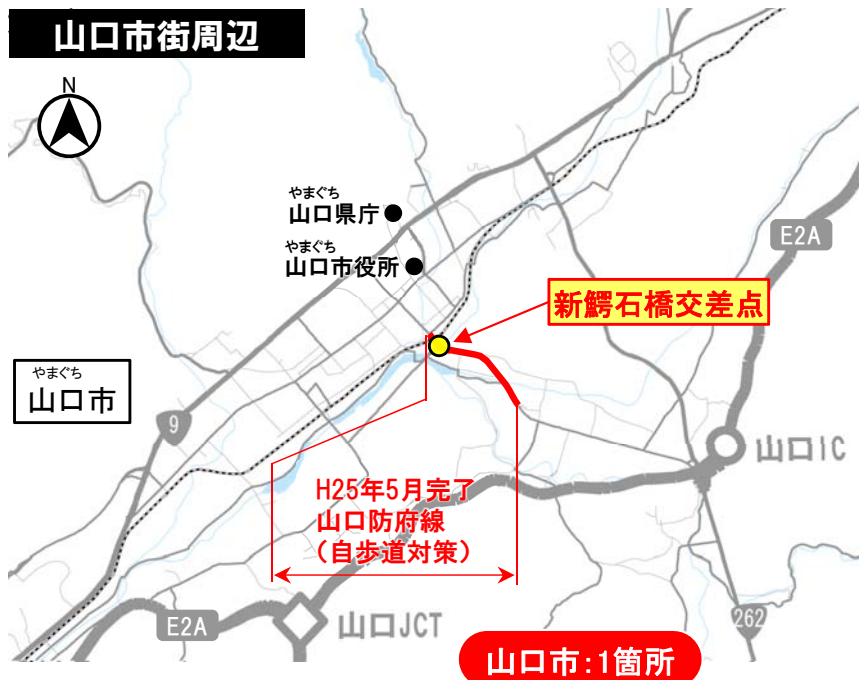 山口市街周辺
N
やまぐち
山口県庁
やまぐち
山口市役所
E2A
新鰐石橋交差点
やまぐち
山口市
9
山口IC
H25年5月完了
山口防府線
（自歩道対策）
E2A
山口JCT
262
山口市：1箇所